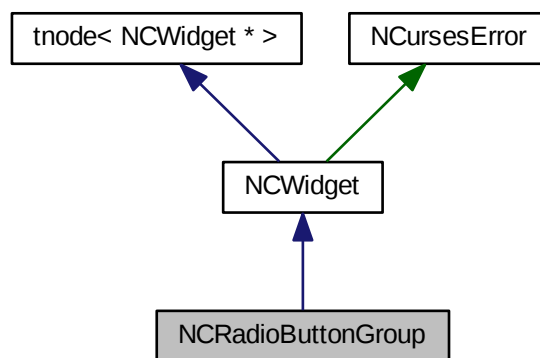 tnode< NCWidget * >
NCursesError
NCWidget
NCRadioButtonGroup